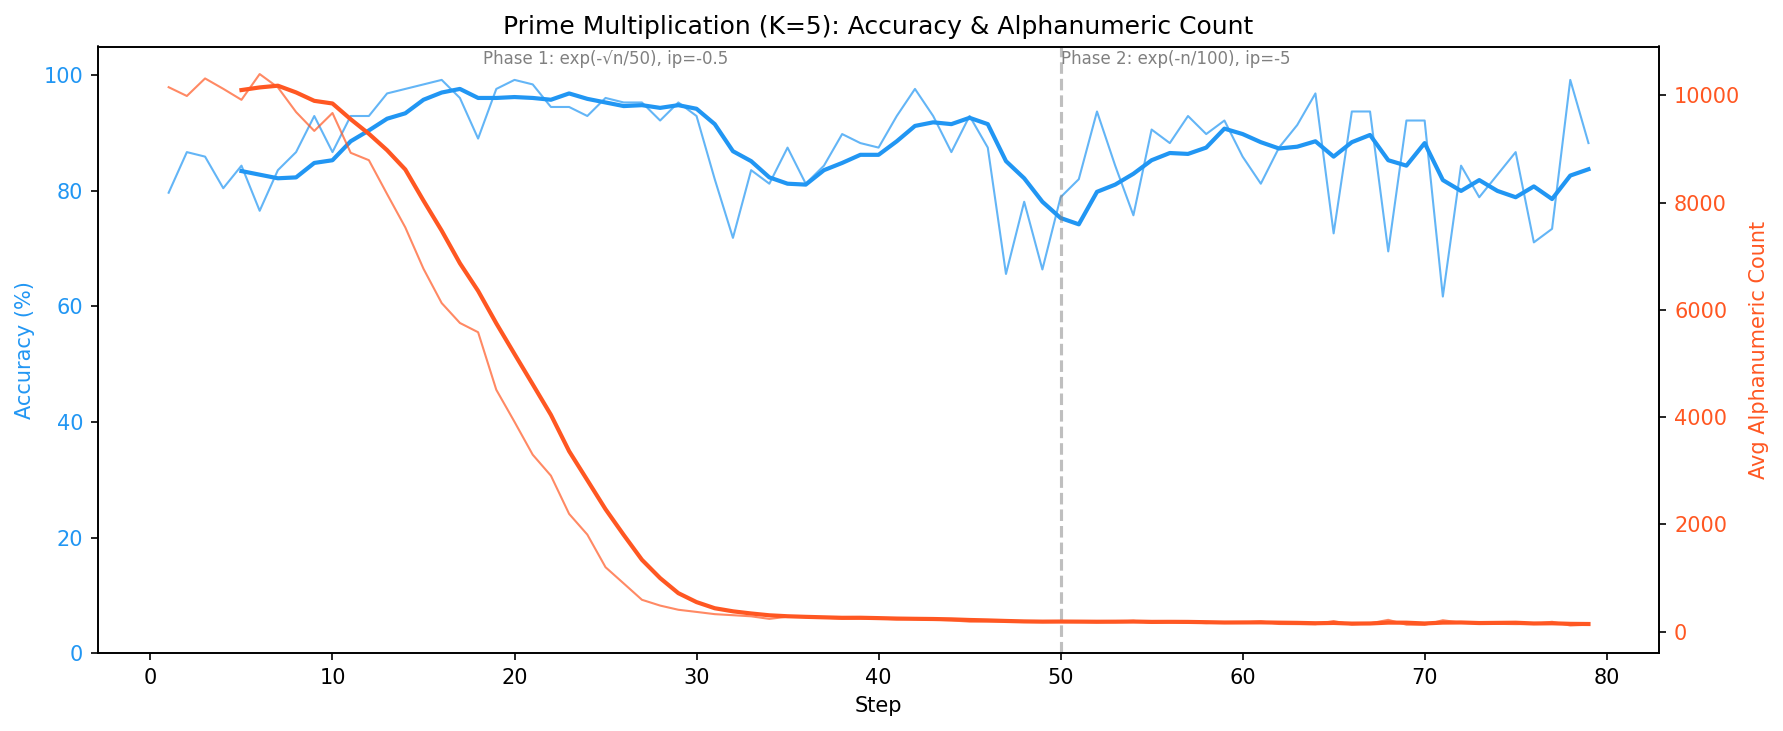 Prime Multiplication (K=5): Accuracy & Alphanumeric Count
Phase 1: exp(-√n/50), ip=-0.5
Phase 2: exp(-n/100), ip=-5
Accuracy (%)
100
80
60
40
20
0
10000
8000
6000
4000
2000
0
Avg Alphanumeric Count
0 10 20 30 40 50 60 70 80
Step